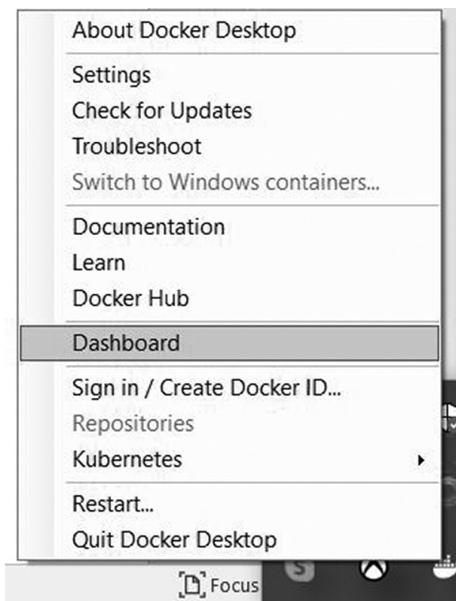 About Docker Desktop
Settings
Check for Updates
Troubleshoot
Switch to Windows containers...
Documentation
Learn
Docker Hub
Dashboard
Sign in / Create Docker ID...
Repositories
Kubernetes
Restart...
Quit Docker Desktop
Focus